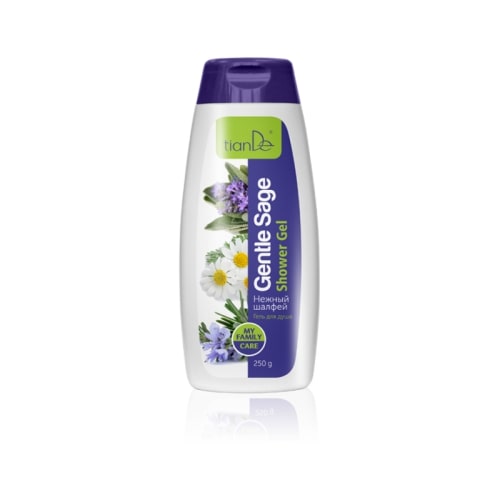 tianDe
Gentle Sage
Shower Gel
Нежный
шалфей
Гель для душа
MY
FAMILY
CARE
250 g